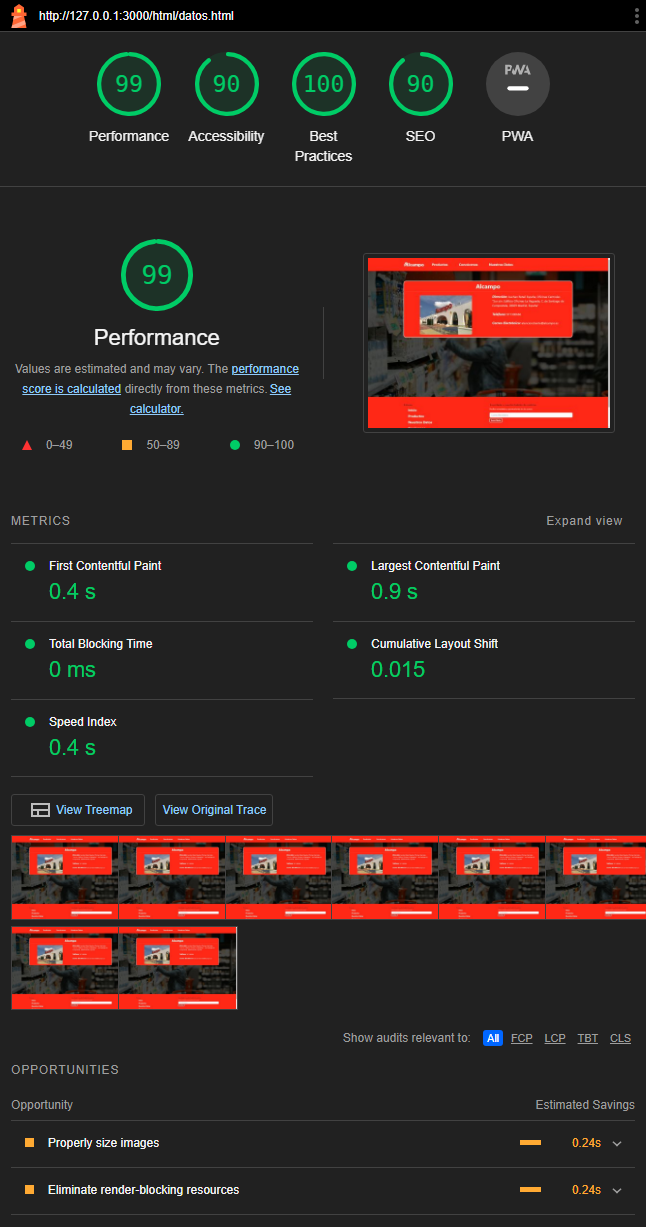 http://127.0.0.1:3000/html/datos.html
99
90
100
90
PWA
Performance
Accessibility
Best
Practices
SEO
PWA
99
Performance
Values are estimated and may vary. The performance
score is calculated directly from these metrics. See
calculator.
0–49
50–89
90–100
Alcampo
Productos
Alcampo
METRICS
Expand view
First Contentful Paint
0.4 s
Largest Contentful Paint
0.9 s
Total Blocking Time
0 ms
Cumulative Layout Shift
0.015
Speed Index
0.4 s
View Treemap
View Original Trace
Show audits relevant to:
All
FCP
LCP
TBT
CLS
OPPORTUNITIES
Opportunity
Estimated Savings
Properly size images
0.24s
Eliminate render-blocking resources
0.24s